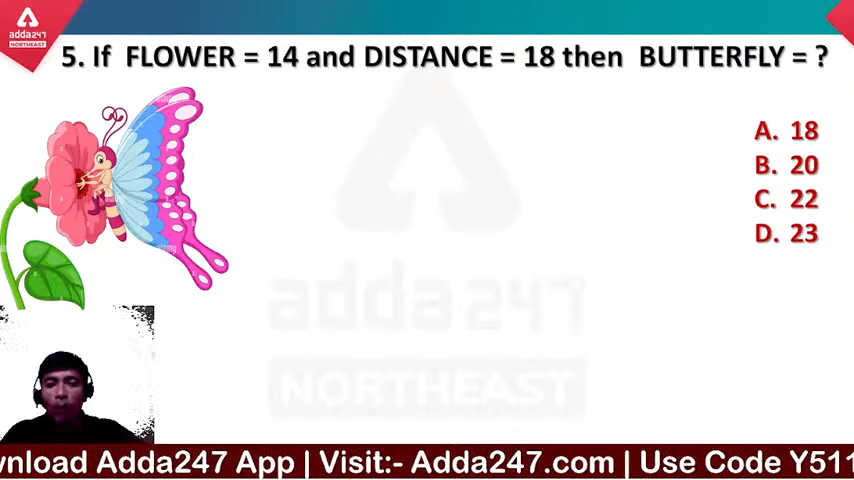 adda247
NORTHEAST
5. If FLOWER = 14 and DISTANCE = 18 then BUTTERFLY = ?
A. 18
B. 20
C. 22
D. 23
adda247
NORTHEAST
wnload Adda247 App | Visit:- Adda247.com | Use Code Y511